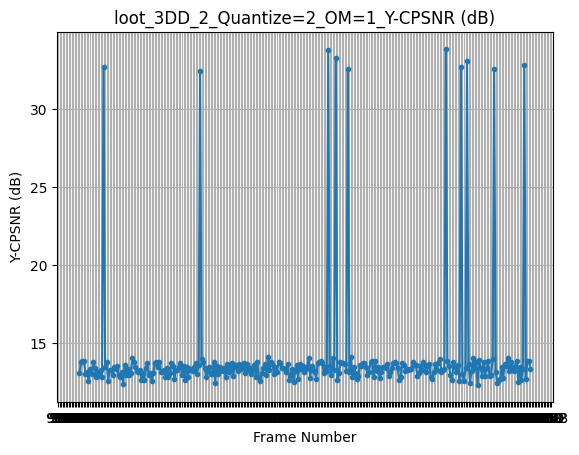 loot_3DD_2_Quantize=2_OM=1_Y-CPSNR (dB)
30
25
20
15
Y-CPSNR (dB)
Frame Number